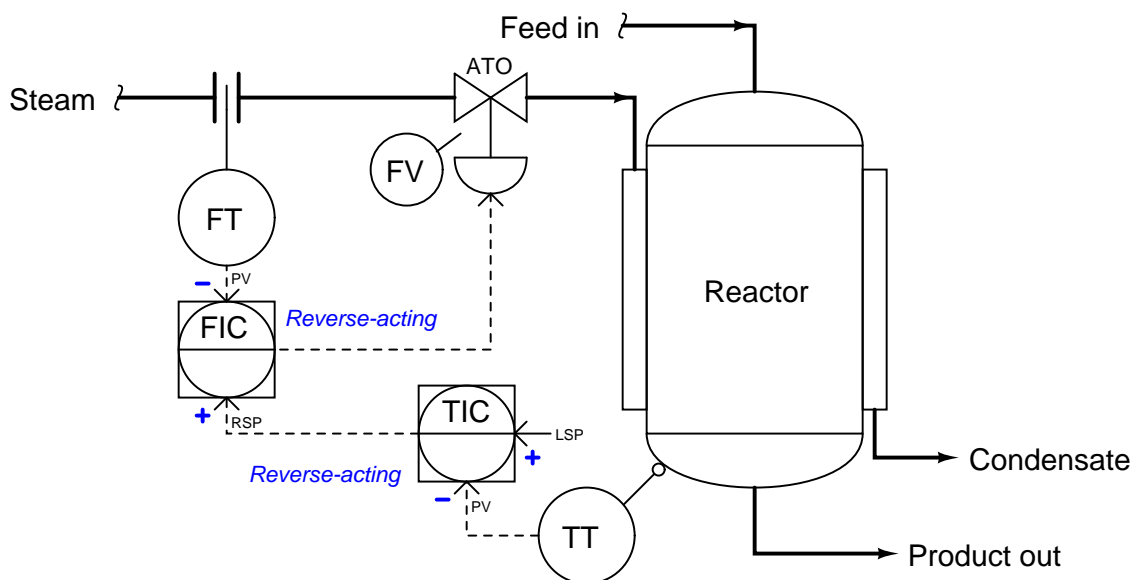 Feed in
ATO
Steam
FV
FT
− PV
FIC
Reverse-acting
Reactor
+ RSP
TIC
LSP
+
Reverse-acting
− PV
TT
Condensate
Product out